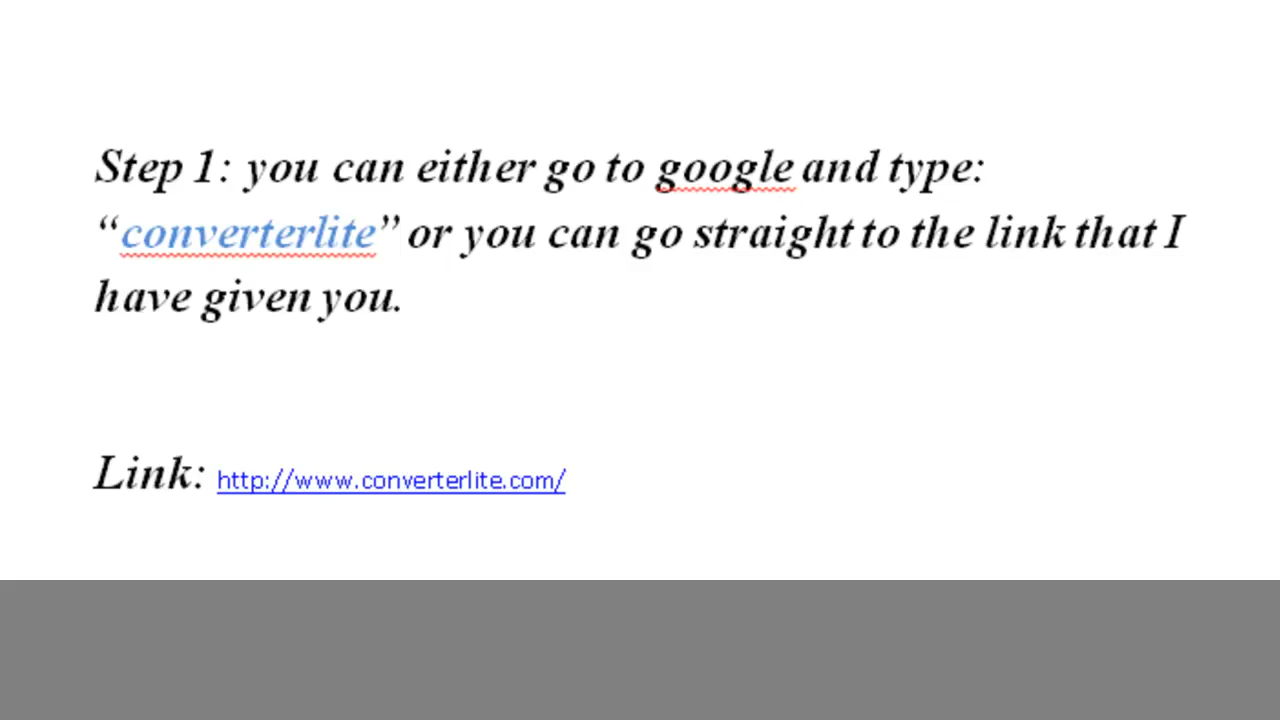 Step 1: you can either go to google and type:
“converterlite” or you can go straight to the link that I
have given you.
Link: http://www.converterlite.com/